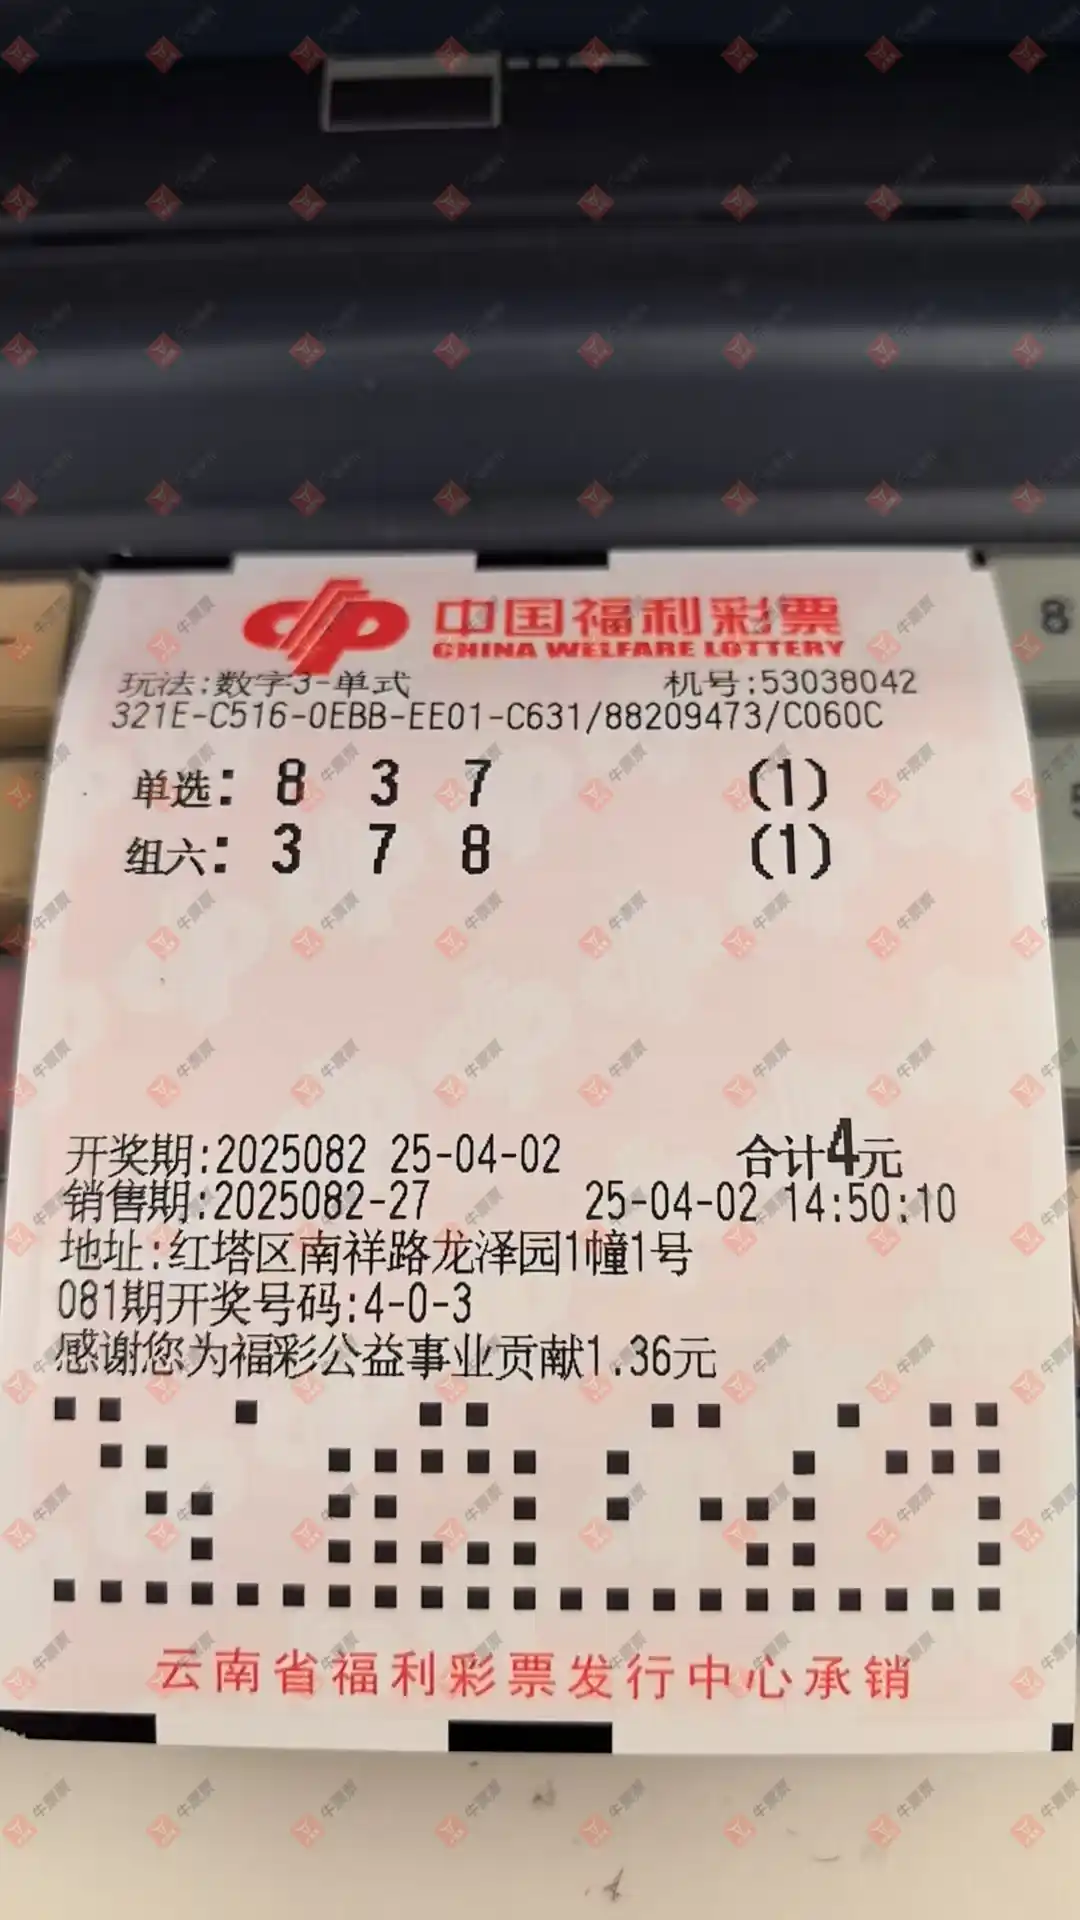 中国福利彩票
CHINA WELFARE LOTTERY
玩法:数字3-单式 机号:53038042
321E-C516-0EBB-EE01-C631/88209473/C060C
单选: 8 3 7 (1)
组六: 3 7 8 (1)
开奖期:2025082 25-04-02 合计4元
销售期:2025082-27 25-04-02 14:50:10
地址:红塔区南祥路龙泽园1幢1号
081期开奖号码:4-0-3
感谢您为福彩公益事业贡献1.36元
云南省福利彩票发行中心承销
8
牛票票